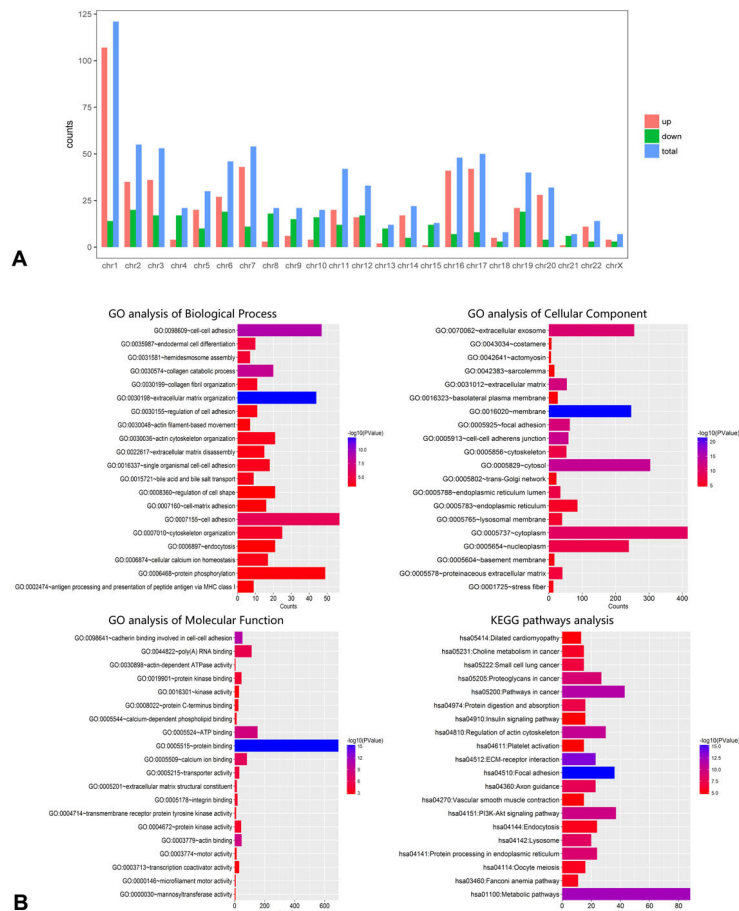 125
100
75
50
25
0
counts
chr1 chr2 chr3 chr4 chr5 chr6 chr7 chr8 chr9 chr10 chr11 chr12 chr13 chr14 chr15 chr16 chr17 chr18 chr19 chr20 chr21 chr22 chrX
up
down
total
A
GO analysis of Biological Process
GO:0098609~cell-cell adhesion
GO:0035987~endodermal cell differentiation
GO:0031581~hemidesmosome assembly
GO:0030574~collagen catabolic process
GO:0030199~collagen fibril organization
GO:0030198~extracellular matrix organization
GO:0030155~regulation of cell adhesion
GO:0030048~actin filament-based movement
GO:0030036~actin cytoskeleton organization
GO:0022617~extracellular matrix disassembly
GO:0016337~single organismal cell-cell adhesion
GO:0015721~bile acid and bile salt transport
GO:0008360~regulation of cell shape
GO:0007160~cell-matrix adhesion
GO:0007155~cell adhesion
GO:0007010~cytoskeleton organization
GO:0006897~endocytosis
GO:0006874~cellular calcium ion homeostasis
GO:0006468~protein phosphorylation
GO:0002474~antigen processing and presentation of peptide antigen via MHC class I
0 10 20 30 40 50
Counts
-log10(PValue)
10.0
7.5
5.0
GO analysis of Cellular Component
GO:0070062~extracellular exosome
GO:0043034~costamere
GO:0042641~actomyosin
GO:0042383~sarcolemma
GO:0031012~extracellular matrix
GO:0016323~basolateral plasma membrane
GO:0016020~membrane
GO:0005925~focal adhesion
GO:0005913~cell-cell adherens junction
GO:0005856~cytoskeleton
GO:0005829~cytosol
GO:0005802~trans-Golgi network
GO:0005788~endoplasmic reticulum lumen
GO:0005783~endoplasmic reticulum
GO:0005765~lysosomal membrane
GO:0005737~cytoplasm
GO:0005654~nucleoplasm
GO:0005604~basement membrane
GO:0005578~proteinaceous extracellular matrix
GO:0001725~stress fiber
0 100 200 300 400
Counts
-log10(PValue)
20
15
10
5
GO analysis of Molecular Function
GO:0098641~cadherin binding involved in cell-cell adhesion
GO:0044822~poly(A) RNA binding
GO:0030898~actin-dependent ATPase activity
GO:0019901~protein kinase binding
GO:0016301~kinase activity
GO:0008022~protein C-terminus binding
GO:0005544~calcium-dependent phospholipid binding
GO:0005524~ATP binding
GO:0005515~protein binding
GO:0005509~calcium ion binding
GO:0005215~transporter activity
GO:0005201~extracellular matrix structural constituent
GO:0005178~integrin binding
GO:0004714~transmembrane receptor protein tyrosine kinase activity
GO:0004672~protein kinase activity
GO:0003779~actin binding
GO:0003774~motor activity
GO:0003713~transcription coactivator activity
GO:0000146~microfilament motor activity
GO:0000030~mannosyltransferase activity
0 200 400 600
Counts
-log10(PValue)
KEGG pathways analysis
hsa05414:Dilated cardiomyopathy
hsa05231:Choline metabolism in cancer
hsa05222:Small cell lung cancer
hsa05205:Proteoglycans in cancer
hsa05200:Pathways in cancer
hsa04974:Protein digestion and absorption
hsa04910:Insulin signaling pathway
hsa04810:Regulation of actin cytoskeleton
hsa04611:Platelet activation
hsa04512:ECM-receptor interaction
hsa04510:Focal adhesion
hsa04360:Axon guidance
hsa04270:Vascular smooth muscle contraction
hsa04151:PI3K-Akt signaling pathway
hsa04144:Endocytosis
hsa04142:Lysosome
hsa04141:Protein processing in endoplasmic reticulum
hsa04114:Oocyte meiosis
hsa03460:Fanconi anemia pathway
hsa01100:Metabolic pathways
0 20 40 60 80
Counts
-log10(PValue)
15.0
12.5
10.0
7.5
5.0
B